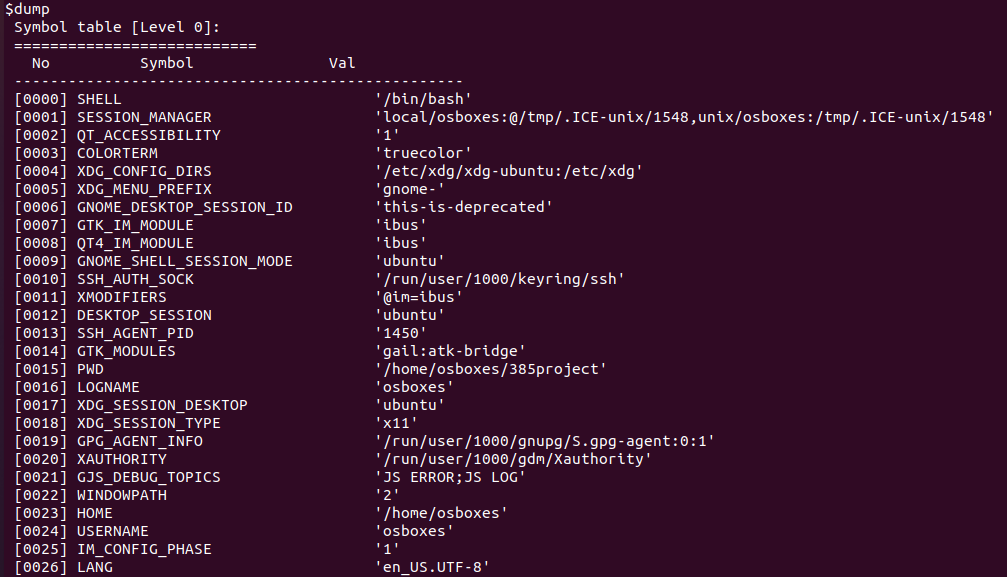 $dump
Symbol table [Level 0]:
===========================
No Symbol Val
--------------------------------------------------
[0000] SHELL '/bin/bash'
[0001] SESSION_MANAGER 'local/osboxes:@/tmp/.ICE-unix/1548,unix/osboxes:/tmp/.ICE-unix/1548'
[0002] QT_ACCESSIBILITY '1'
[0003] COLORTERM 'truecolor'
[0004] XDG_CONFIG_DIRS '/etc/xdg/xdg-ubuntu:/etc/xdg'
[0005] XDG_MENU_PREFIX 'gnome-'
[0006] GNOME_DESKTOP_SESSION_ID 'this-is-deprecated'
[0007] GTK_IM_MODULE 'ibus'
[0008] QT4_IM_MODULE 'ibus'
[0009] GNOME_SHELL_SESSION_MODE 'ubuntu'
[0010] SSH_AUTH_SOCK '/run/user/1000/keyring/ssh'
[0011] XMODIFIERS '@im=ibus'
[0012] DESKTOP_SESSION 'ubuntu'
[0013] SSH_AGENT_PID '1450'
[0014] GTK_MODULES 'gail:atk-bridge'
[0015] PWD '/home/osboxes/385project'
[0016] LOGNAME 'osboxes'
[0017] XDG_SESSION_DESKTOP 'ubuntu'
[0018] XDG_SESSION_TYPE 'x11'
[0019] GPG_AGENT_INFO '/run/user/1000/gnupg/S.gpg-agent:0:1'
[0020] XAUTHORITY '/run/user/1000/gdm/Xauthority'
[0021] GJS_DEBUG_TOPICS 'JS ERROR;JS LOG'
[0022] WINDOWPATH '2'
[0023] HOME '/home/osboxes'
[0024] USERNAME 'osboxes'
[0025] IM_CONFIG_PHASE '1'
[0026] LANG 'en_US.UTF-8'